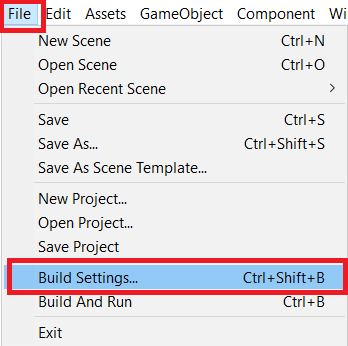 File Edit Assets GameObject Component Wi
New Scene Ctrl+N
Open Scene Ctrl+O
Open Recent Scene
Save Ctrl+S
Save As... Ctrl+Shift+S
Save As Scene Template...
New Project...
Open Project...
Save Project
Build Settings... Ctrl+Shift+B
Build And Run Ctrl+B
Exit